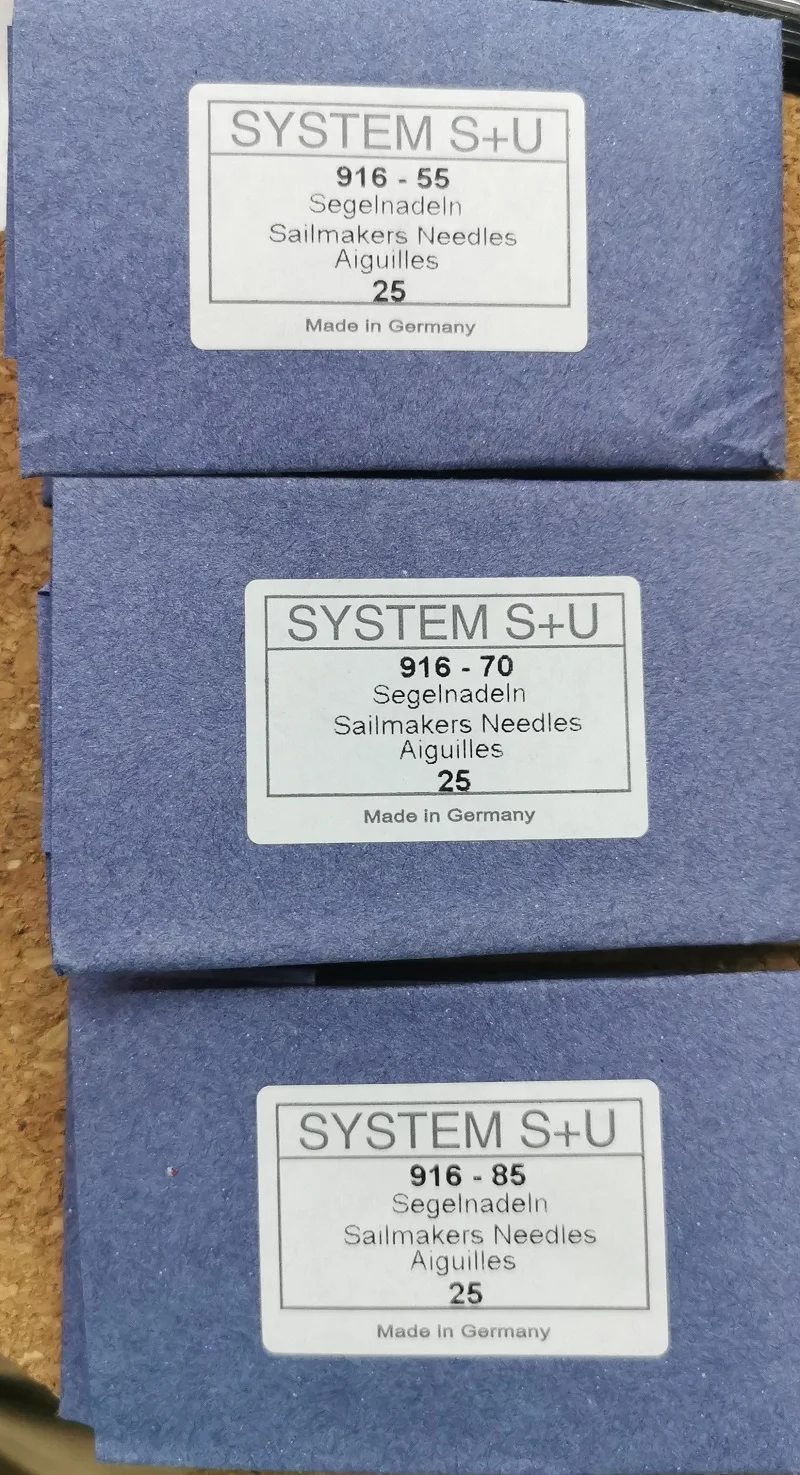 SYSTEM S+U
916 - 55
Segelnadeln
Sailmakers Needles
Aiguilles
25
Made in Germany
SYSTEM S+U
916 - 70
Segelnadeln
Sailmakers Needles
Aiguilles
25
Made in Germany
SYSTEM S+U
916 - 85
Segelnadeln
Sailmakers Needles
Aiguilles
25
Made in Germany